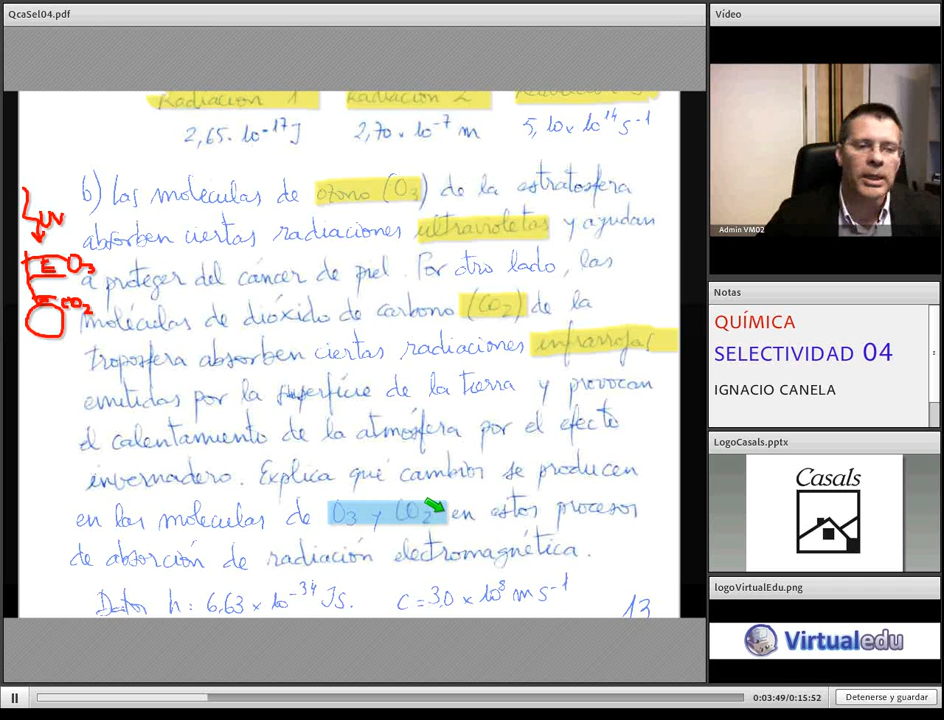 QcaSel04.pdf
Radiación 1 Radiación 2
2,65. 10-17 J 2,70 x 10-7 m 5,10x 10 14 s-1
b) Las moléculas de ozono (O3) de la estratosfera
absorben ciertas radiaciones ultravioletas y ayudan
a proteger del cáncer de piel. Por otro lado, las
moléculas de dióxido de carbono (CO2) de la
troposfera absorben ciertas radiaciones infrarrojas
emitidas por la superficie de la tierra y provocan
el calentamiento de la atmósfera por el efecto
invernadero. Explica qué cambios se producen
en las moleculas de O3 y CO2 en estos procesos
de absorción de radiación electromagnética.
Datos h: 6,63 x 10-34 JS. C = 3,0 x 108 m s-1
13
UV
E O3
CO2
Vídeo
Admin VM02
Notas
QUÍMICA
SELECTIVIDAD 04
IGNACIO CANELA
LogoCasals.pptx
Casals
logoVirtualEdu.png
Virtualedu
0:03:49/0:15:52
Detenerse y guardar